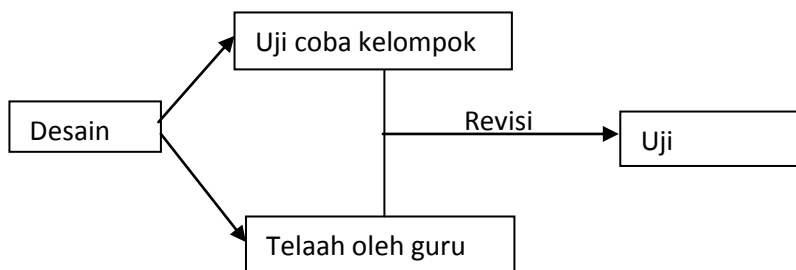 Uji coba kelompok
Desain
Revisi
Uji
Telaah oleh guru